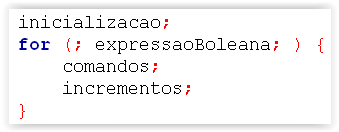 inicializacao;
for (; expressaoBoleana; ) {
    comandos;
    incrementos;
}